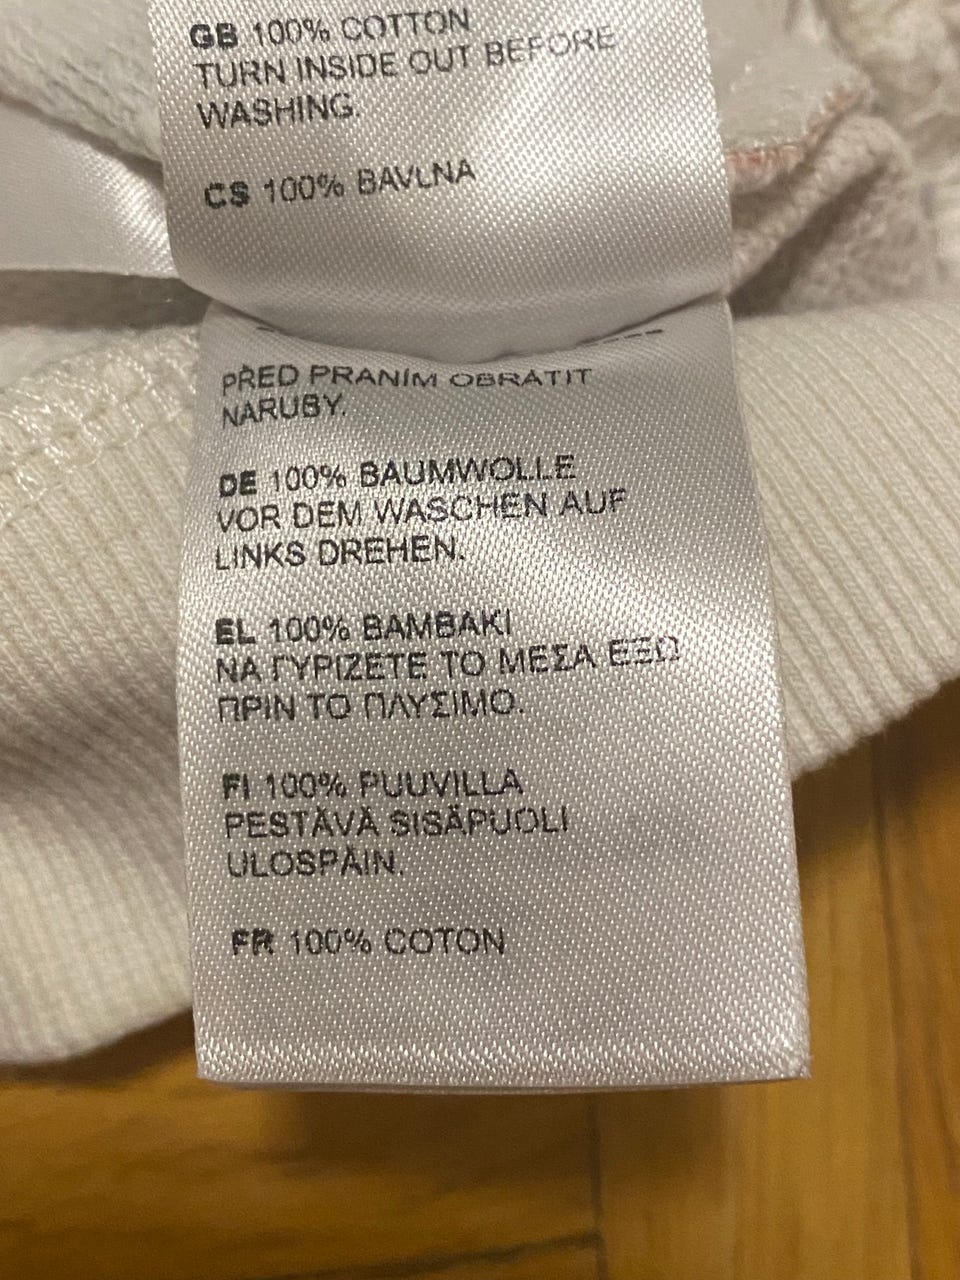 GB 100% COTTON
TURN INSIDE OUT BEFORE
WASHING.
CS 100% BAVLNA
PŘED PRANÍM OBRÁTIT
NARUBY.
DE 100% BAUMWOLLE
VOR DEM WASCHEN AUF
LINKS DREHEN.
EL 100% ΒΑΜΒΑΚΙ
ΝΑ ΓΥΡΙΖΕΤΕ ΤΟ ΜΕΣΑ ΕΞΩ
ΠΡΙΝ ΤΟ ΠΛΥΣΙΜΟ.
FI 100% PUUVILLA
PESTÄVÄ SISÄPUOLI
ULOSPÄIN.
FR 100% COTON